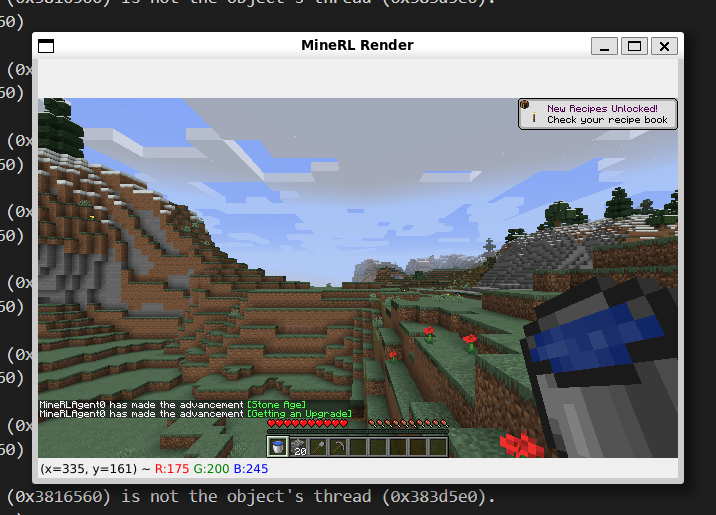 (0x3816560) is not the object's thread (0x383d5e0).
60)
MineRL Render
(0x
60)
New Recipes Unlocked!
Check your recipe book
(0x
60)
(0x
60)
(0x
60)
(0x
60)
MineRLAgent0 has made the advancement [Stone Age]
MineRLAgent0 has made the advancement [Getting an Upgrade]
(0x
60)
20
(x=335, y=161) ~ R:175 G:200 B:245
(0x3816560) is not the object's thread (0x383d5e0).